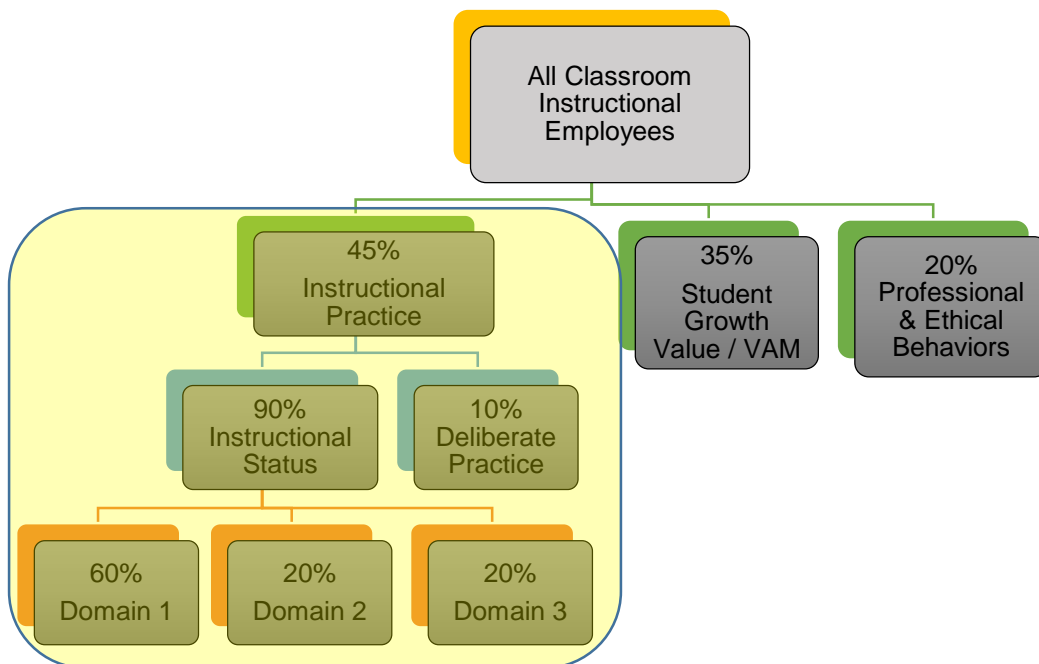 All Classroom
Instructional
Employees
45%
Instructional
Practice
35%
Student
Growth
Value / VAM
20%
Professional
& Ethical
Behaviors
90%
Instructional
Status
10%
Deliberate
Practice
60%
Domain 1
20%
Domain 2
20%
Domain 3